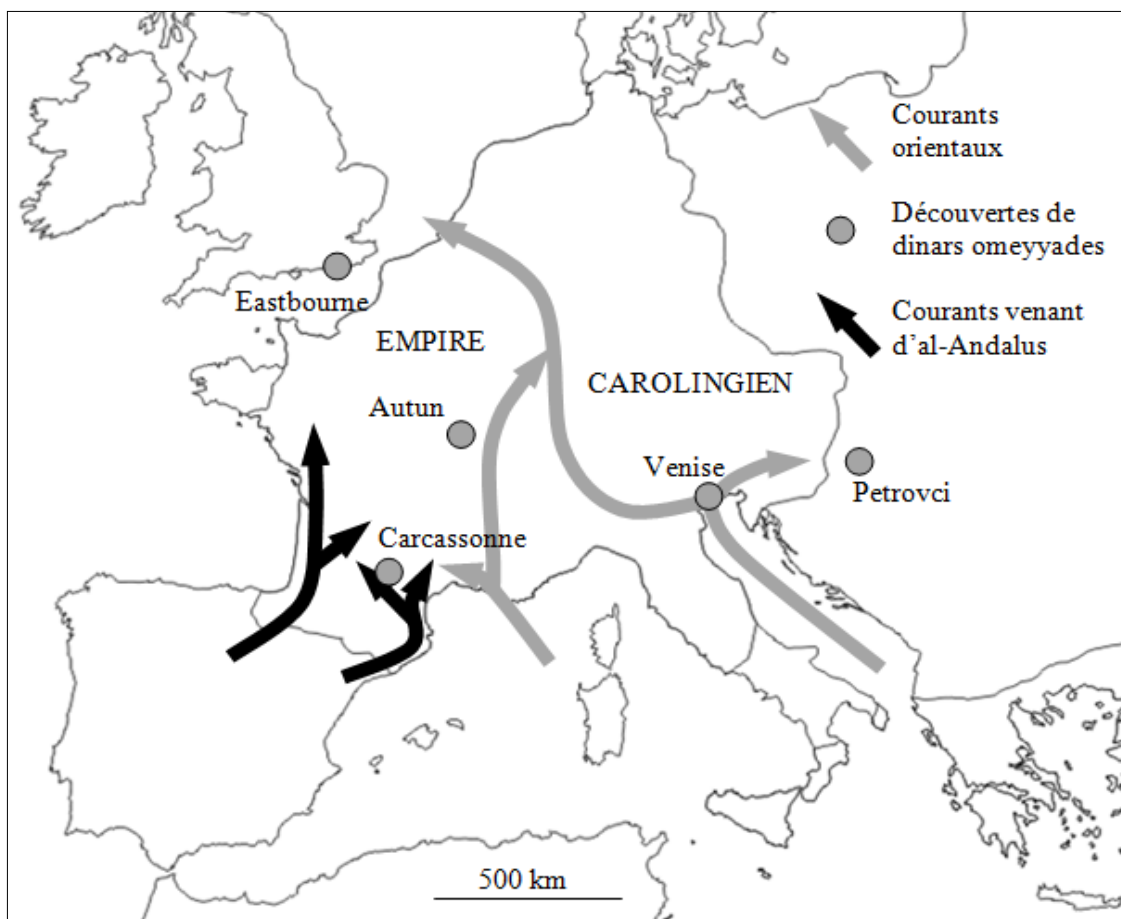 Courants
orientaux
Découvertes de
dinars omeyyades
Eastbourne
Courants venant
d'al-Andalus
EMPIRE
CAROLINGIEN
Autun
Venise
Petrovci
Carcassonne
500 km